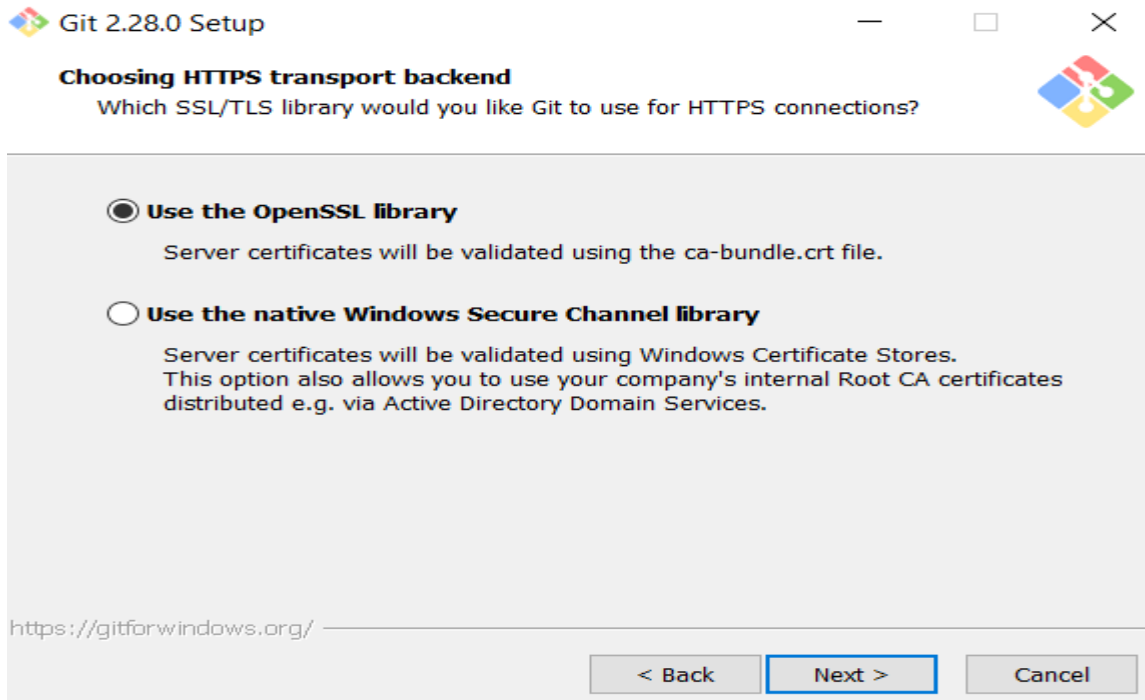 Git 2.28.0 Setup
Choosing HTTPS transport backend
Which SSL/TLS library would you like Git to use for HTTPS connections?
Use the OpenSSL library
Server certificates will be validated using the ca-bundle.crt file.
Use the native Windows Secure Channel library
Server certificates will be validated using Windows Certificate Stores.
This option also allows you to use your company's internal Root CA certificates
distributed e.g. via Active Directory Domain Services.
https://gitforwindows.org/
< Back Next > Cancel